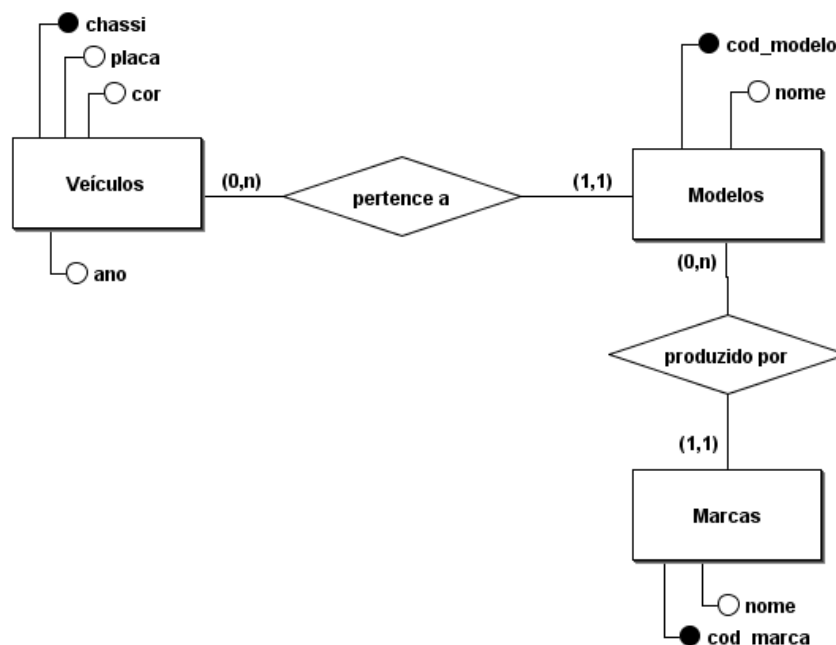 chassi
placa
cor
cod_modelo
nome
Veículos
(0,n)
pertence a
(1,1)
Modelos
ano
(0,n)
produzido por
(1,1)
Marcas
nome
cod_marca